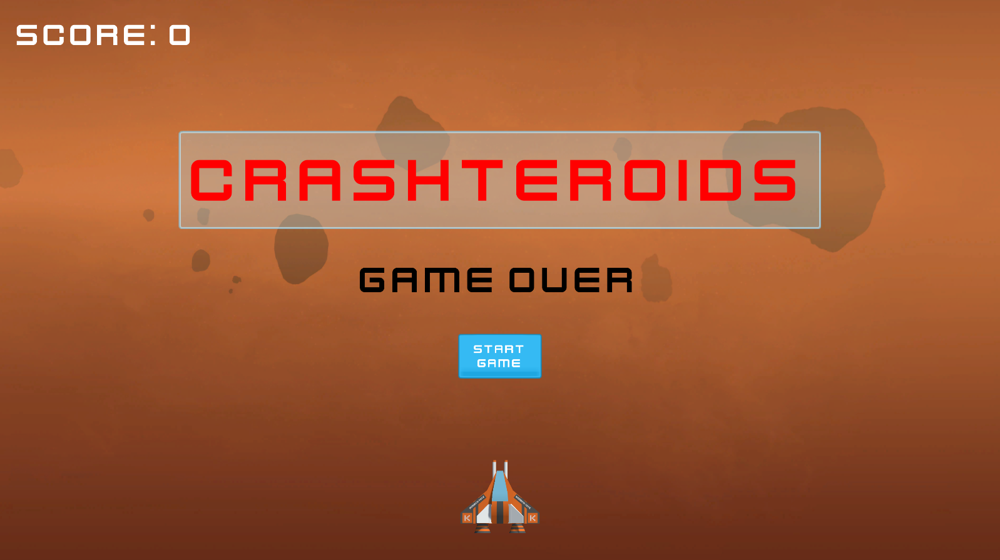 SCORE: 0
CRASHTEROIDS
GAME OVER
START
GAME
K K